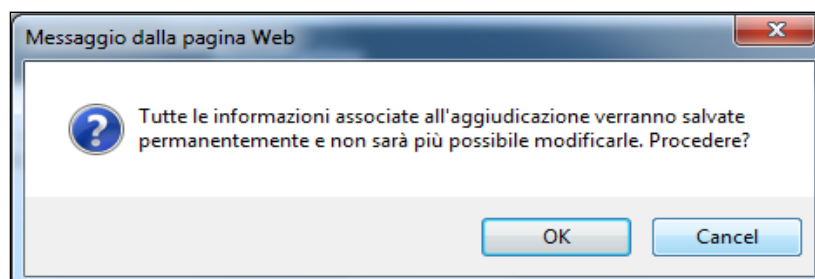 Messaggio dalla pagina Web
Tutte le informazioni associate all'aggiudicazione verranno salvate
permanentemente e non sarà più possibile modificarle. Procedere?
OK
Cancel